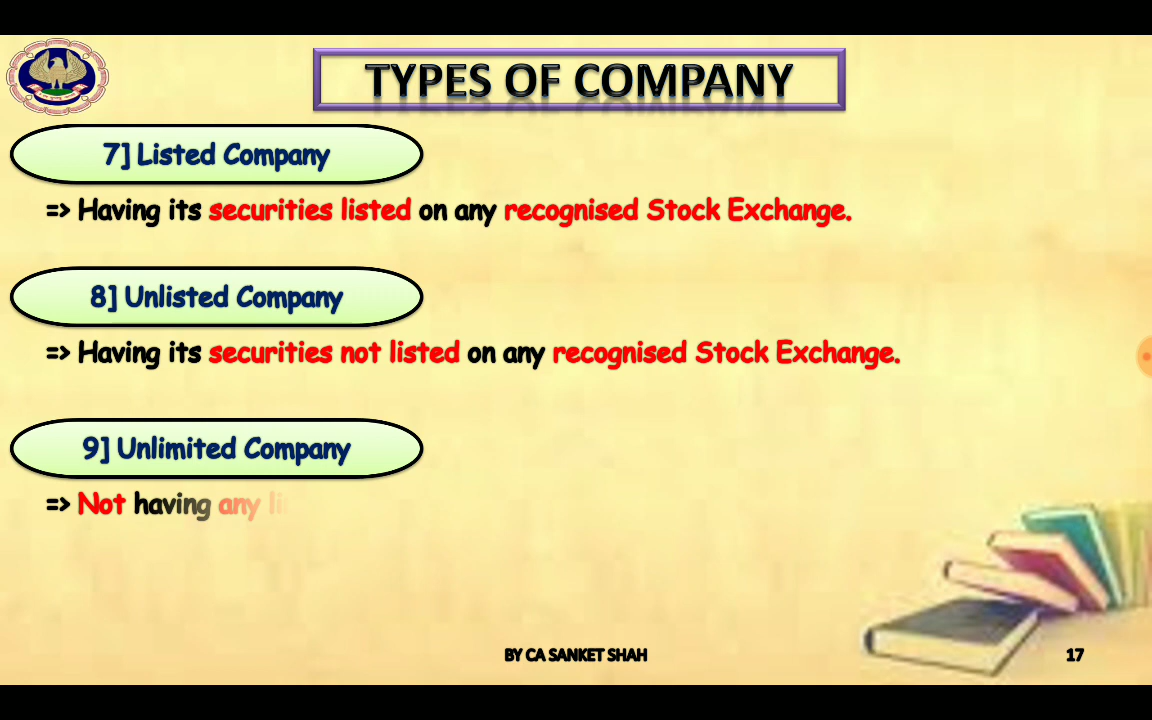 TYPES OF COMPANY
7] Listed Company
=> Having its securities listed on any recognised Stock Exchange.
8] Unlisted Company
=> Having its securities not listed on any recognised Stock Exchange.
9] Unlimited Company
=> Not having any
BY CA SANKET SHAH
17